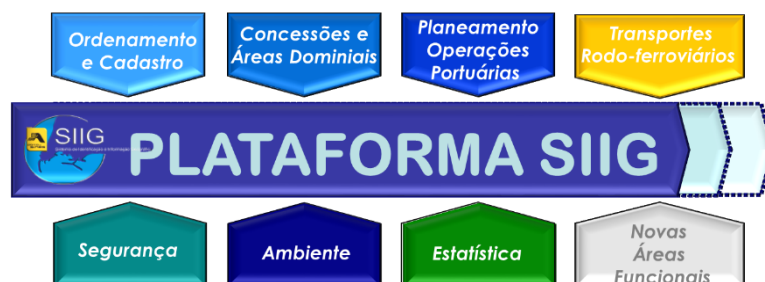 Ordenamento
e Cadastro
Concessões e
Áreas Dominiais
Planeamento
Operações
Portuárias
Transportes
Rodo-ferroviários
SIIG
PLATAFORMA SIIG
Segurança
Ambiente
Estatística
Novas
Áreas
Funcionais